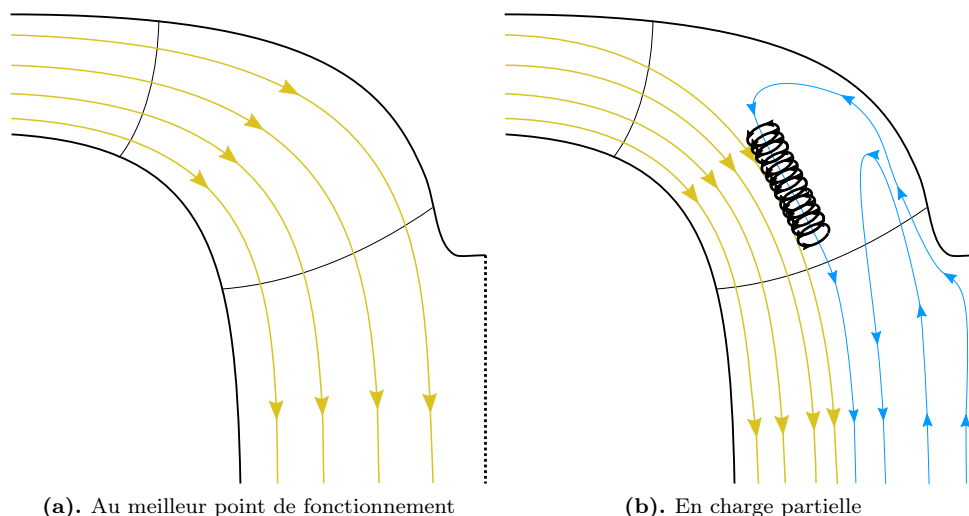 (a). Au meilleur point de fonctionnement
(b). En charge partielle